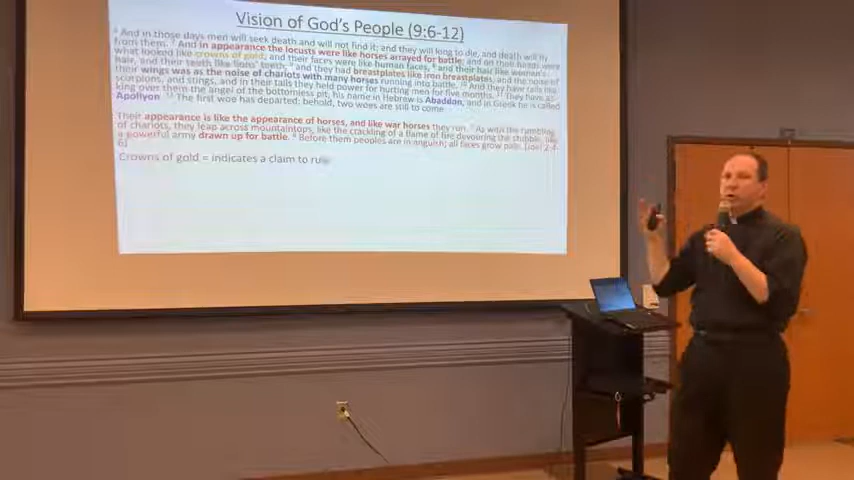 Vision of God's People (9:6-12)
6 And in those days men will seek death and will not find it; and they will long to die, and death will fly
from them. 7 And in appearance the locusts were like horses arrayed for battle; and on their heads were
what looked like crowns of gold; and their faces were like human faces, 8 and their hair like woman's
hair, and their teeth like lions' teeth; 9 and they had breastplates like iron breastplates, and the noise of
their wings was as the noise of chariots with many horses running into battle. 10 And they have tails like
scorpions, and stings, and in their tails they held power for hurting men for five months. 11 They have as
king over them the angel of the bottomless pit; his name in Hebrew is Abaddon, and in Greek he is called
Apollyon. 12 The first woe has departed: behold, two woes are still to come.
Their appearance is like the appearance of horses, and like war horses they run. 5 As with the rumbling
of chariots, they leap across mountaintops, like the crackling of a flame of fire devouring the stubble, like
a powerful army drawn up for battle. 6 Before them peoples are in anguish; all faces grow pale. [Joel 2:4-
6]
Crowns of gold = indicates a claim to rule